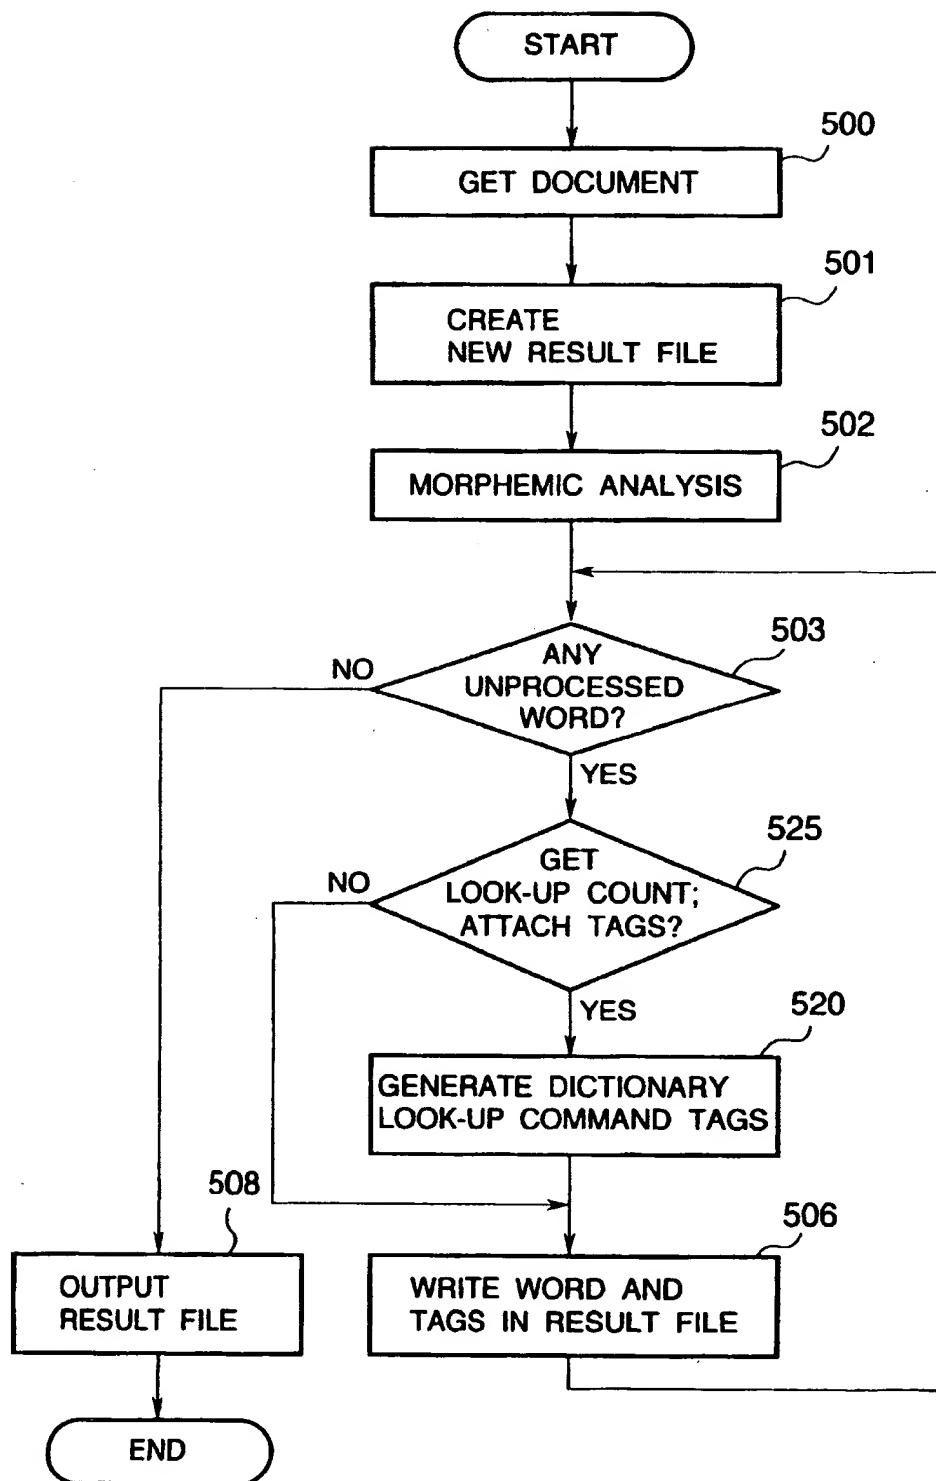 START
500
GET DOCUMENT
501
CREATE
NEW RESULT FILE
502
MORPHEMIC ANALYSIS
503
NO
ANY
UNPROCESSED
WORD?
YES
525
NO
GET
LOOK-UP COUNT;
ATTACH TAGS?
YES
520
GENERATE DICTIONARY
LOOK-UP COMMAND TAGS
508
506
OUTPUT
RESULT FILE
WRITE WORD AND
TAGS IN RESULT FILE
END